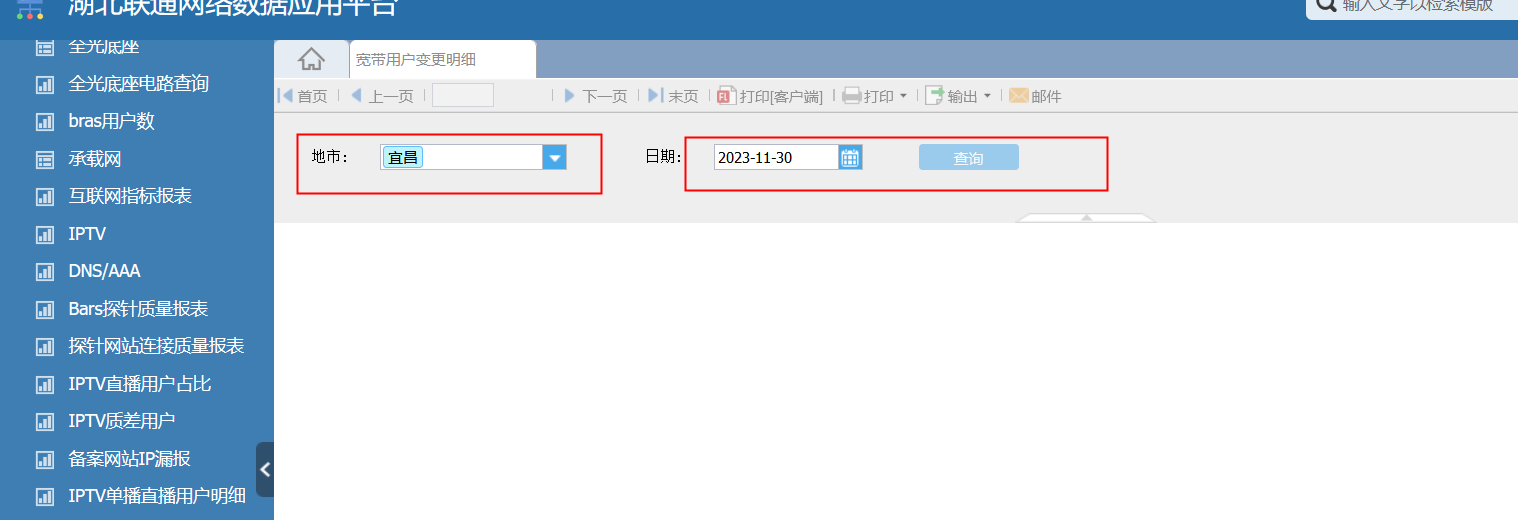 湖北联通网络数据应用平台
输入文字以检索模版
全光底座
全光底座电路查询
bras用户数
承载网
互联网指标报表
IPTV
DNS/AAA
Bars探针质量报表
探针网站连接质量报表
IPTV直播用户占比
IPTV质差用户
备案网站IP漏报
IPTV单播直播用户明细
宽带用户变更明细
首页 上一页 下一页 末页 打印[客户端] 打印 输出 邮件
地市： 宜昌 日期： 2023-11-30 查询